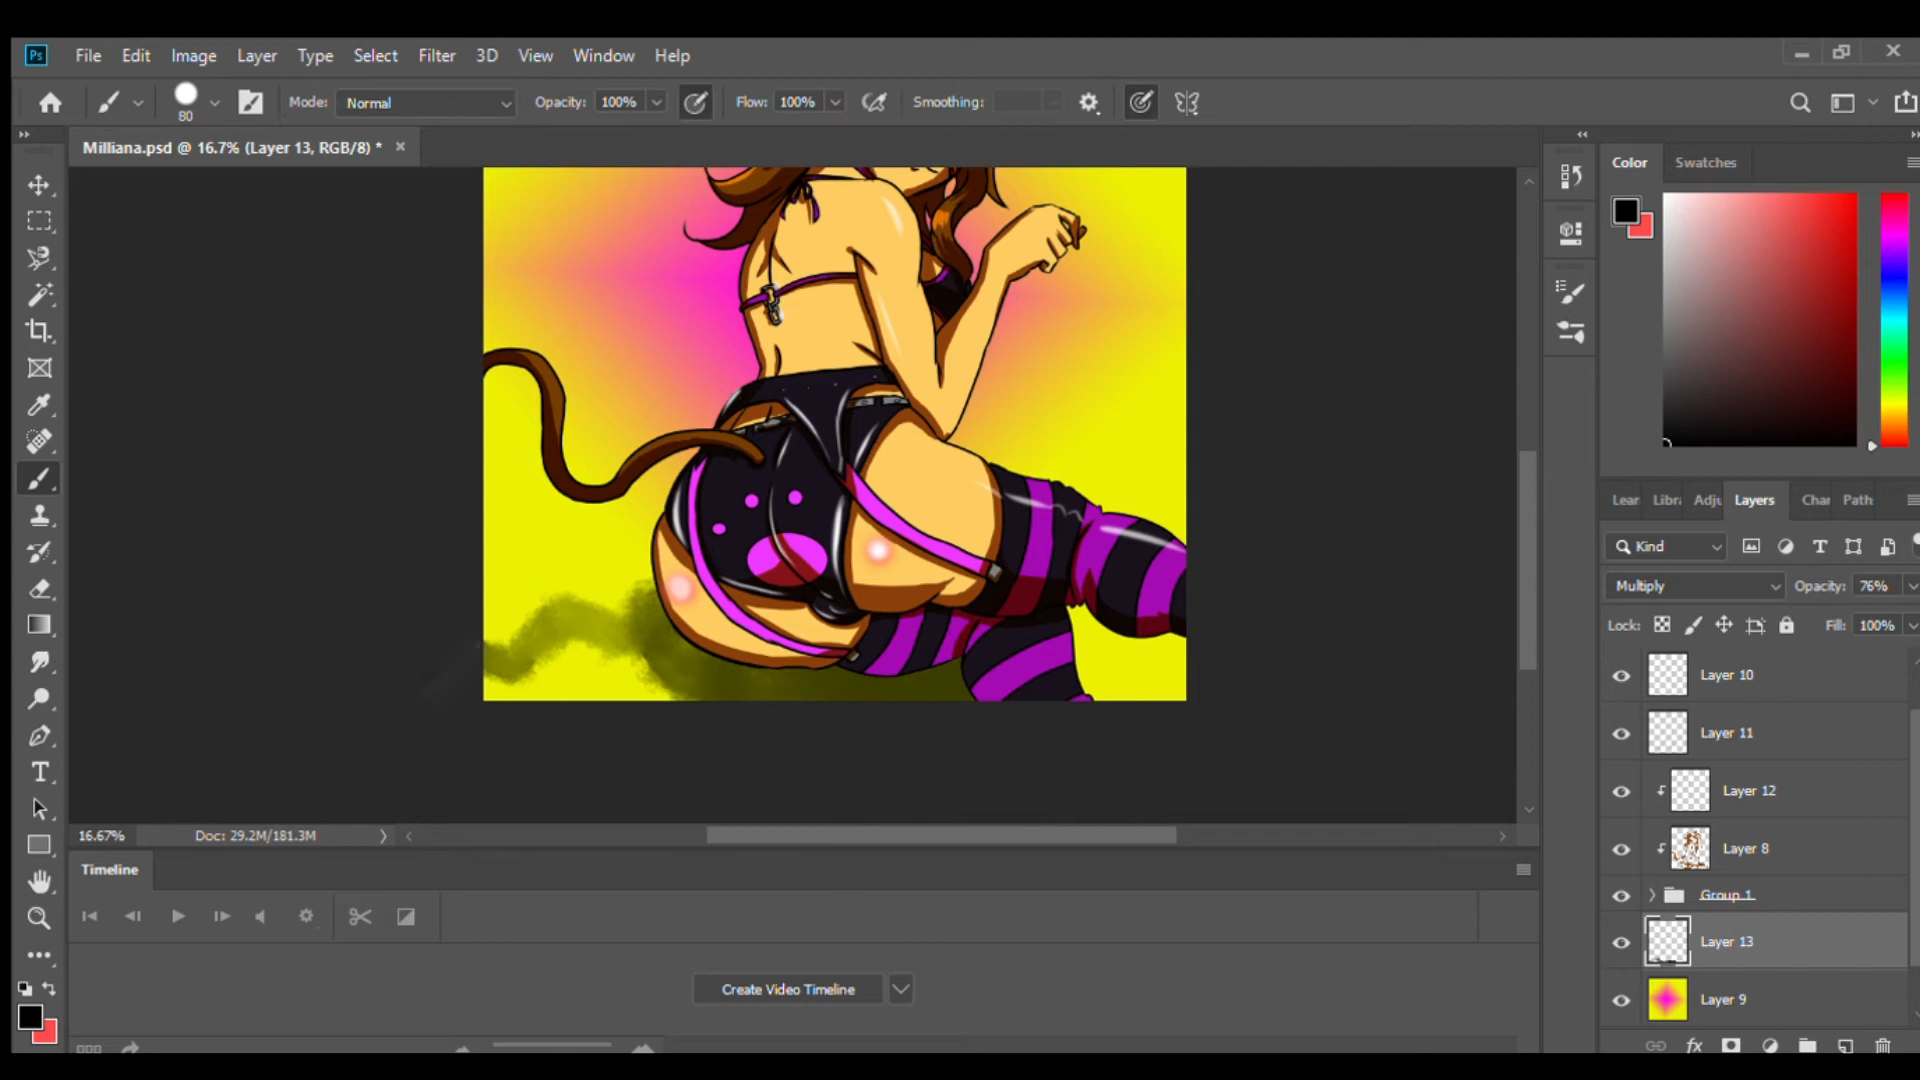 Ps File Edit Image Layer Type Select Filter 3D View Window Help
80 Mode: Normal Opacity: 100% Flow: 100% Smoothing:
Milliana.psd @ 16.7% (Layer 13, RGB/8) * ×
Color Swatches
Lear Libra Adju Layers Char Path
Kind
Multiply Opacity: 76%
Lock: Fill: 100%
Layer 10
Layer 11
Layer 12
Layer 8
Group 1
Layer 13
Layer 9
fx
16.67% Doc: 29.2M/181.3M
Timeline
Create Video Timeline